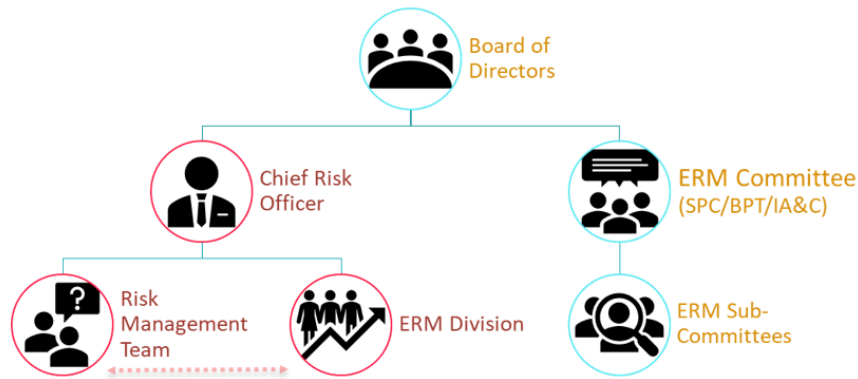 Board of
Directors
Chief Risk
Officer
ERM Committee
(SPC/BPT/IA&C)
Risk
Management
Team
ERM Division
ERM Sub-
Committees
?